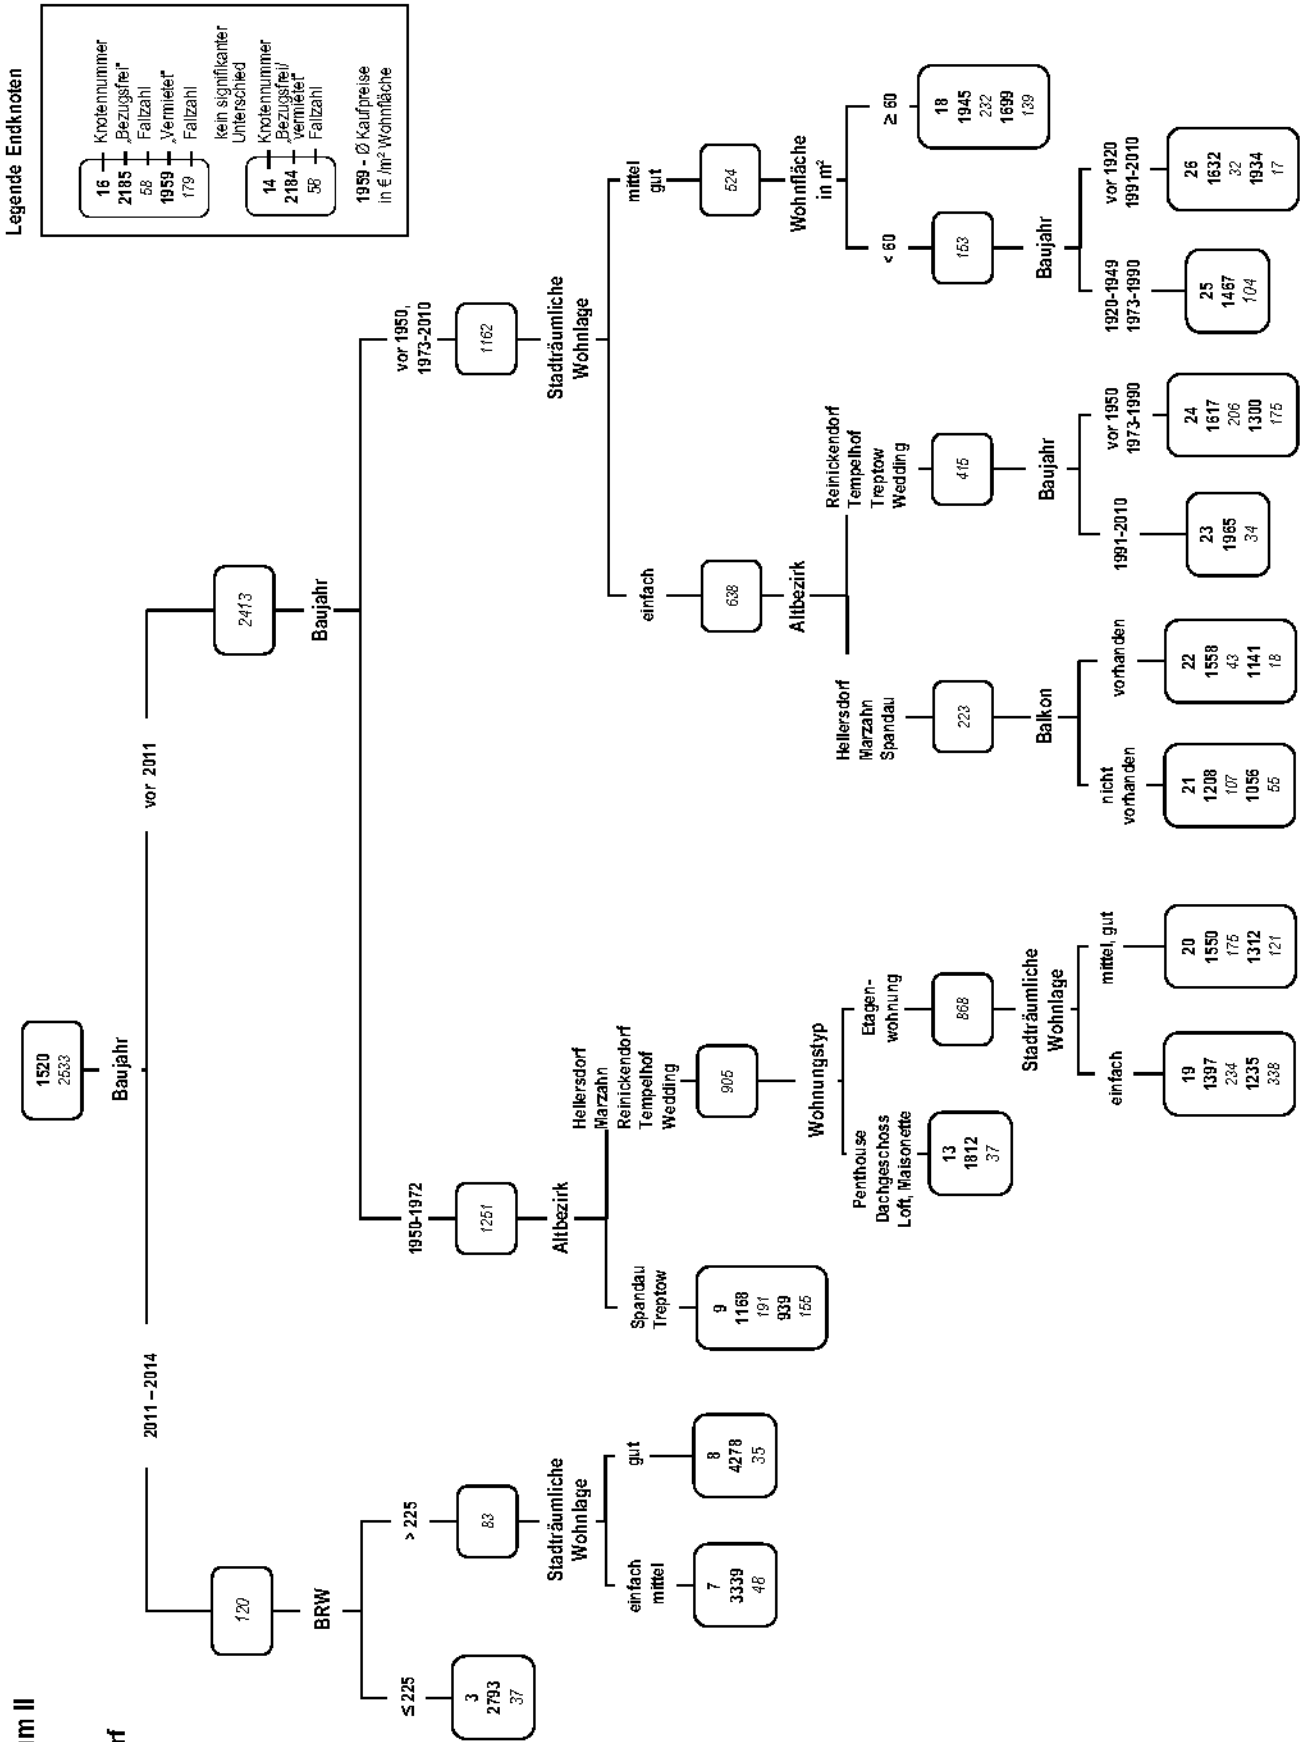 um II
rf
Legende Endknoten
16
2185
58
1959
179
Knotennummer
„Bezugsfrei"
Fallzahl
„Vermietet"
Fallzahl
kein signifikanter
Unterschied
14
2184
58
Knotennummer
„Bezugsfrei/
vermietet"
Fallzahl
1959 - Ø Kaufpreise
in € /m² Wohnfläche
1520
2533
Baujahr
2011 – 2014
vor 2011
120
2413
BRW
Baujahr
≤ 225
> 225
1950-1972
vor 1950,
1973-2010
3
2793
37
83
1251
1162
Stadträumliche
Wohnlage
Altbezirk
Stadträumliche
Wohnlage
einfach
mittel
gut
Spandau
Treptow
Hellersdorf
Marzahn
Reinickendorf
Tempelhof
Wedding
einfach
mittel
gut
7
3339
48
8
4278
35
9
1168
191
939
155
905
638
524
Wohnungstyp
Altbezirk
Wohnfläche
in m²
Penthouse
Dachgeschoss
Loft, Maisonette
Etagen-
wohnung
Hellersdorf
Marzahn
Spandau
Reinickendorf
Tempelhof
Treptow
Wedding
< 60
≥ 60
13
1812
37
868
223
415
153
18
1945
232
1699
139
Stadträumliche
Wohnlage
Balkon
Baujahr
Baujahr
einfach
mittel, gut
nicht
vorhanden
vorhanden
1991-2010
vor 1950
1973-1990
1920-1949
1973-1990
vor 1920
1991-2010
19
1397
234
1235
338
20
1550
175
1312
121
21
1208
107
1056
55
22
1558
43
1141
18
23
1965
34
24
1617
206
1300
175
25
1467
104
26
1632
32
1934
17